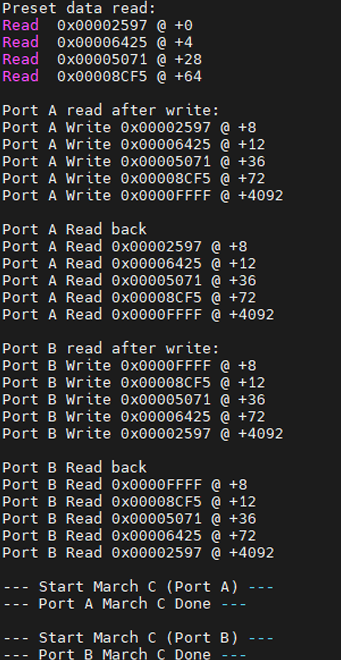 Preset data read:
Read  0x00002597 @ +0
Read  0x00006425 @ +4
Read  0x00005071 @ +28
Read  0x00008CF5 @ +64
Port A read after write:
Port A Write 0x00002597 @ +8
Port A Write 0x00006425 @ +12
Port A Write 0x00005071 @ +36
Port A Write 0x00008CF5 @ +72
Port A Write 0x0000FFFF @ +4092
Port A Read back
Port A Read 0x00002597 @ +8
Port A Read 0x00006425 @ +12
Port A Read 0x00005071 @ +36
Port A Read 0x00008CF5 @ +72
Port A Read 0x0000FFFF @ +4092
Port B read after write:
Port B Write 0x0000FFFF @ +8
Port B Write 0x00008CF5 @ +12
Port B Write 0x00005071 @ +36
Port B Write 0x00006425 @ +72
Port B Write 0x00002597 @ +4092
Port B Read back
Port B Read 0x0000FFFF @ +8
Port B Read 0x00008CF5 @ +12
Port B Read 0x00005071 @ +36
Port B Read 0x00006425 @ +72
Port B Read 0x00002597 @ +4092
--- Start March C (Port A) ---
--- Port A March C Done ---
--- Start March C (Port B) ---
--- Port B March C Done ---